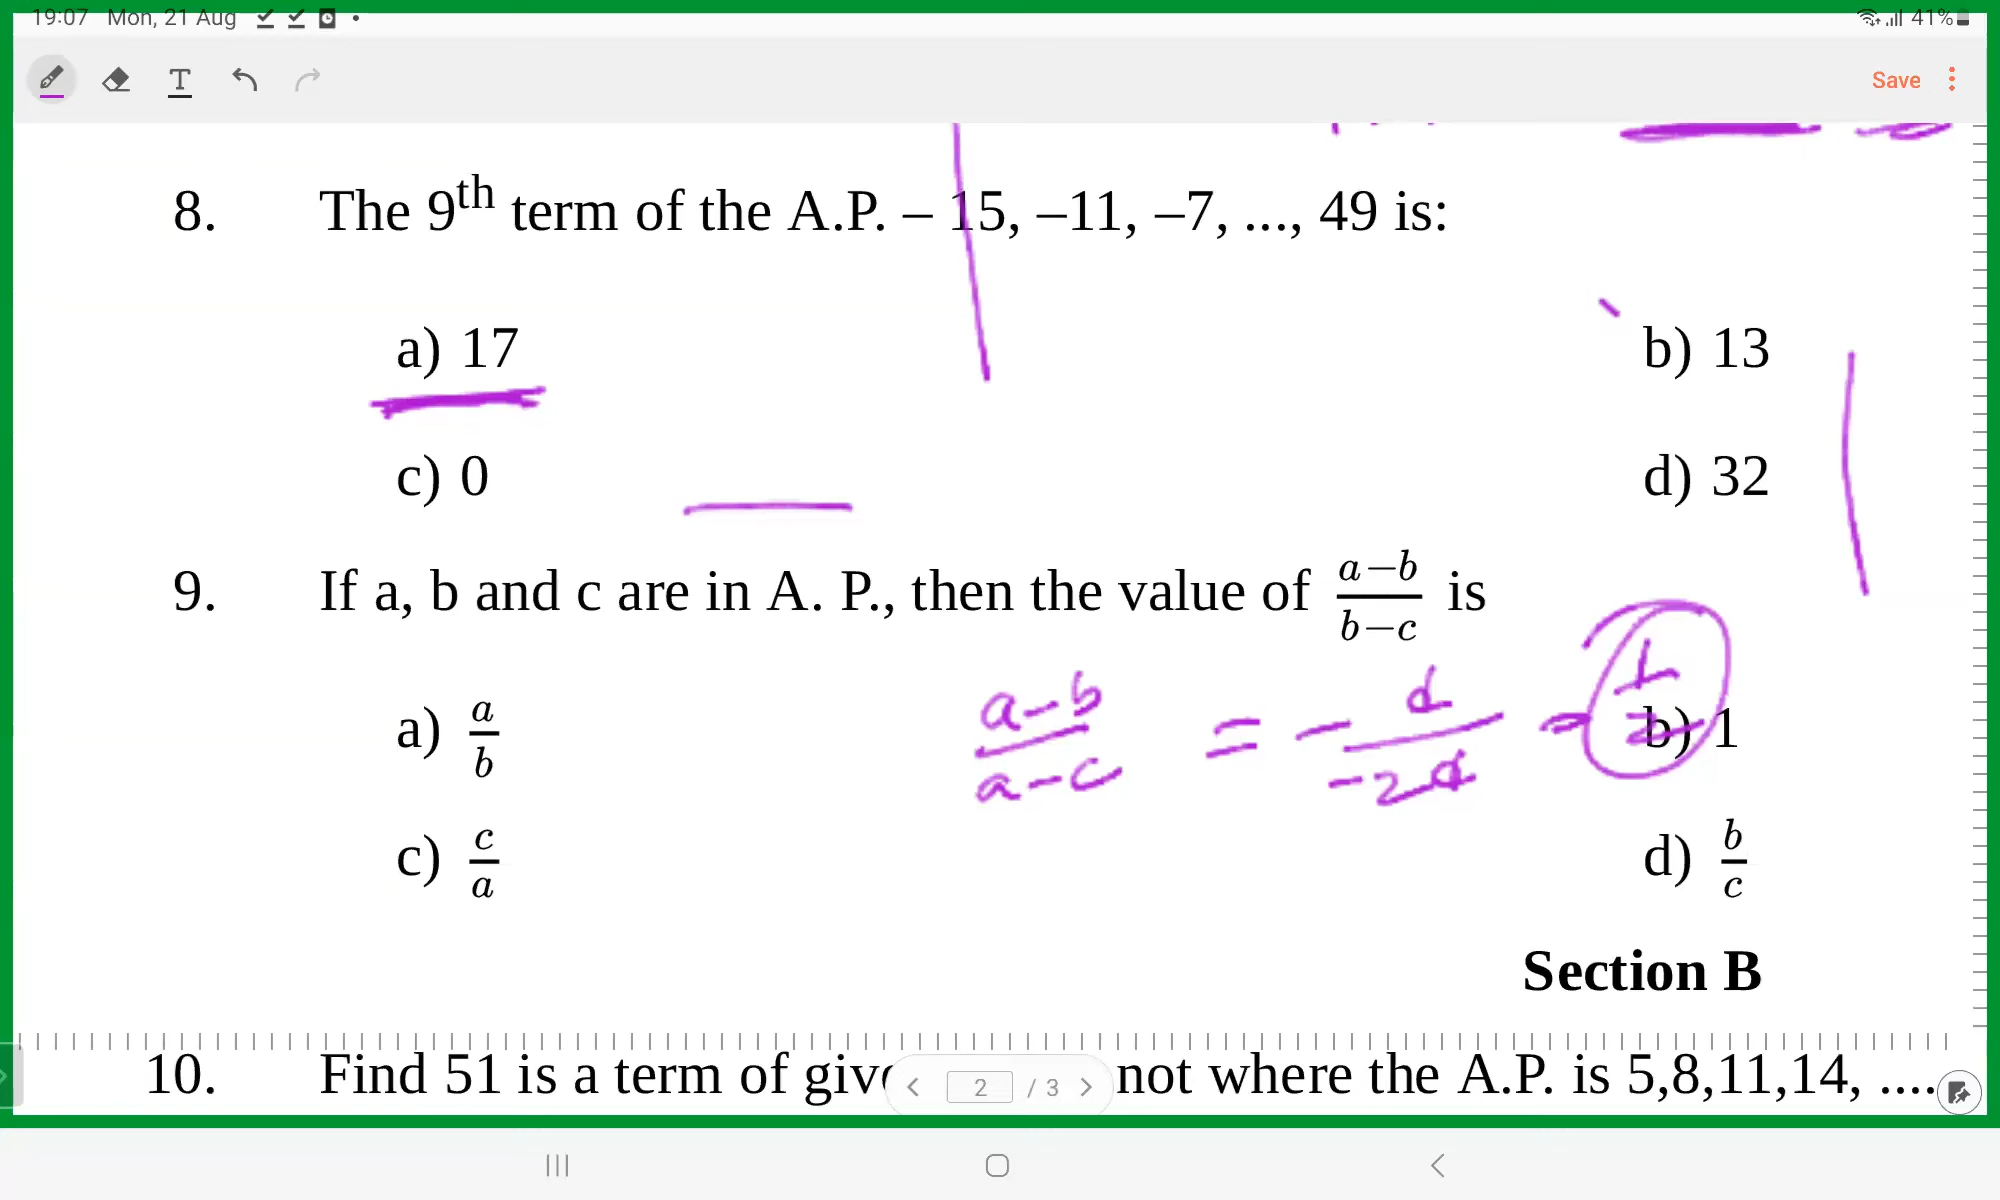 19:07 Mon, 21 Aug 41%
Save
8. The 9th term of the A.P. – 15, –11, –7, ..., 49 is:
a) 17 b) 13
c) 0 d) 32
9. If a, b and c are in A. P., then the value of a−b/b−c is
a−b/a−c = −d/−2d = 1/2
a) a/b b) 1
c) c/a d) b/c
Section B
10. Find 51 is a term of not where the A.P. is 5,8,11,14, ....
2 / 3